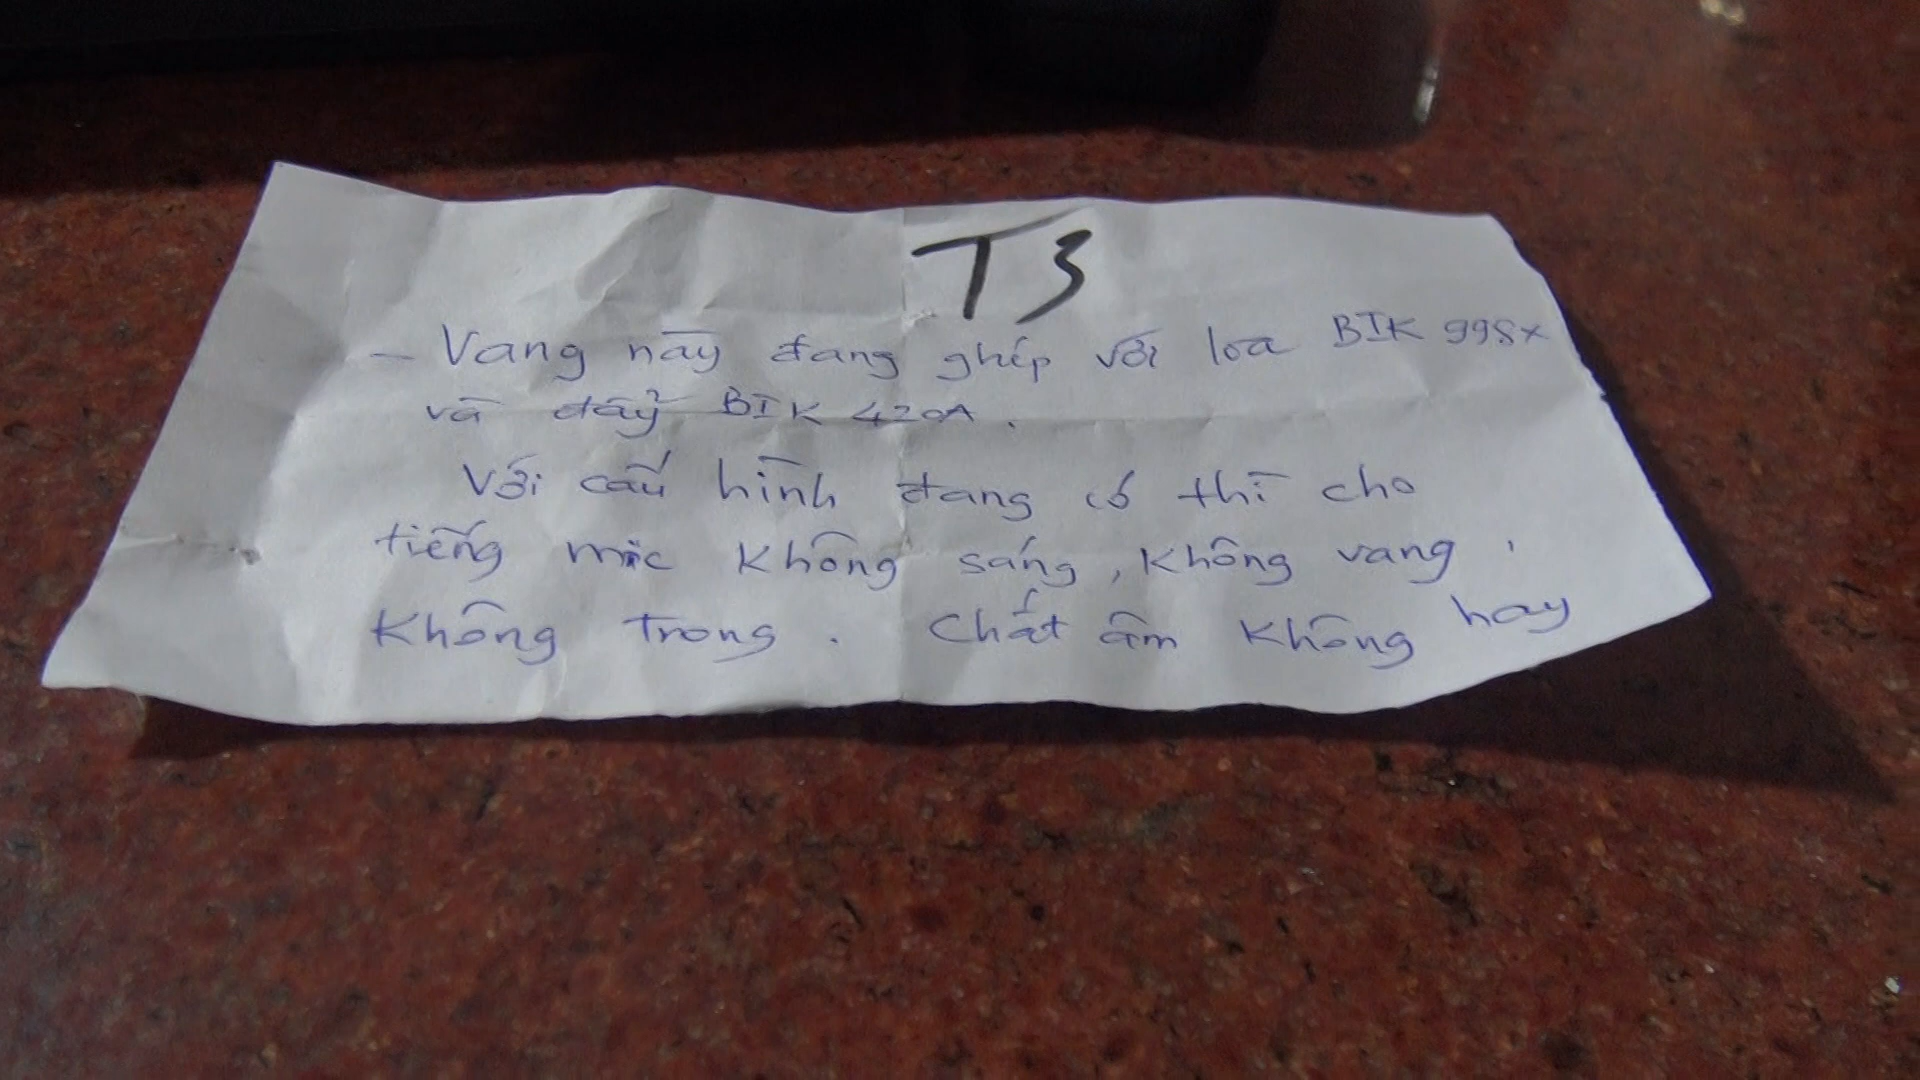 T3
- Vang này đang ghép với loa BIK 998x
và đẩy BIK 420A.
Với cấu hình đang có thì cho
tiếng mic không sáng, không vang,
không trong. Chất âm không hay